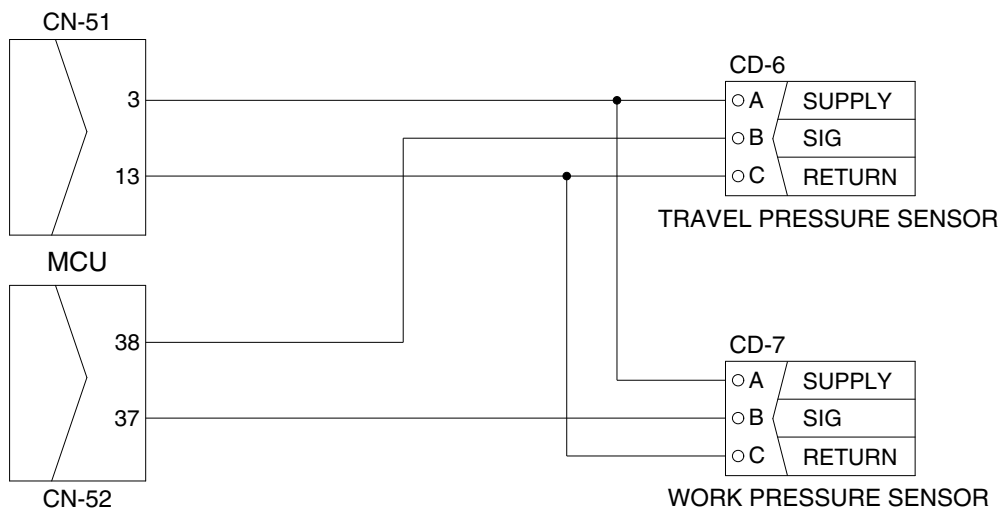 CN-51
3
13
MCU
38
37
CN-52
CD-6
A SUPPLY
B SIG
C RETURN
TRAVEL PRESSURE SENSOR
CD-7
A SUPPLY
B SIG
C RETURN
WORK PRESSURE SENSOR